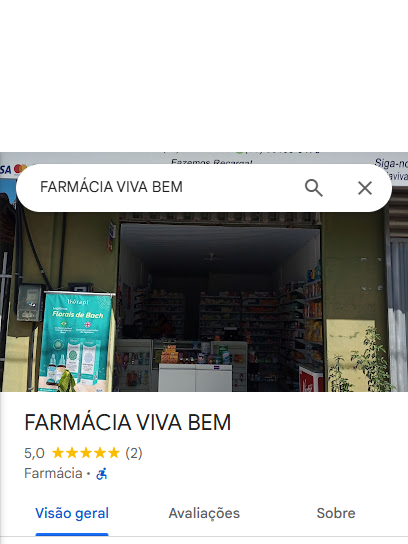 Fazemos Recarga!
Siga-no
SA
aviva
FARMÁCIA VIVA BEM
Florais de Bach
FARMÁCIA VIVA BEM
5,0 (2)
Farmácia ·
Visão geral
Avaliações
Sobre